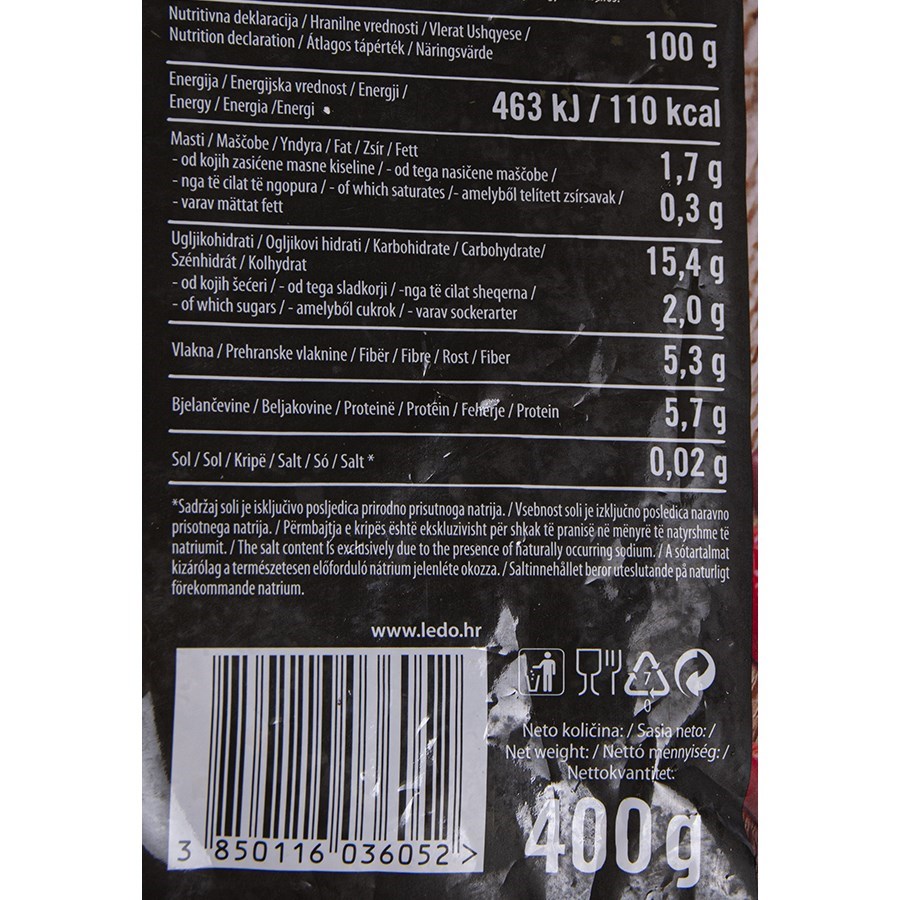 Nutritivna deklaracija / Hranilne vrednosti / Vlerat Ushqyese /
Nutrition declaration / Átlagos tápérték / Näringsvärde
100 g
Energija / Energijska vrednost / Energji /
Energy / Energia /Energi
463 kJ / 110 kcal
Masti / Maščobe / Yndyra / Fat / Zsír / Fett
1,7 g
- od kojih zasićene masne kiseline / - od tega nasičene maščobe /
- nga të cilat të ngopura / - of which saturates /- amelyből telített zsírsavak /
- varav mättat fett
0,3 g
Ugljikohidrati / Ogljikovi hidrati / Karbohidrate / Carbohydrate/
Szénhidrát / Kolhydrat
15,4 g
- od kojih šećeri / - od tega sladkorji / -nga të cilat sheqerna /
- of which sugars / - amelyből cukrok / - varav sockerarter
2,0 g
Vlakna / Prehranske vlaknine / Fibër / Fibre / Rost / Fiber
5,3 g
Bjelančevine / Beljakovine / Proteinë / Protein / Fehérje / Protein
5,7 g
Sol / Sol / Kripë / Salt / Só / Salt *
0,02 g
*Sadržaj soli je isključivo posljedica prirodno prisutnoga natrija. / Vsebnost soli je izključno posledica naravno
prisotnega natrija. / Përmbajtja e kripës është ekskluzivisht për shkak të pranisë në mënyrë të natyrshme të
natriumit. / The salt content is exclusively due to the presence of naturally occurring sodium. / A sótartalmat
kizárólag a természetesen előforduló nátrium jelenléte okozza. / Saltinnehållet beror uteslutande på naturligt
förekommande natrium.
www.ledo.hr
7
0
Neto količina: / Sasia neto: /
Net weight: / Nettó mennyiség: /
Nettokvantitet:
400g
3 850116 036052 >